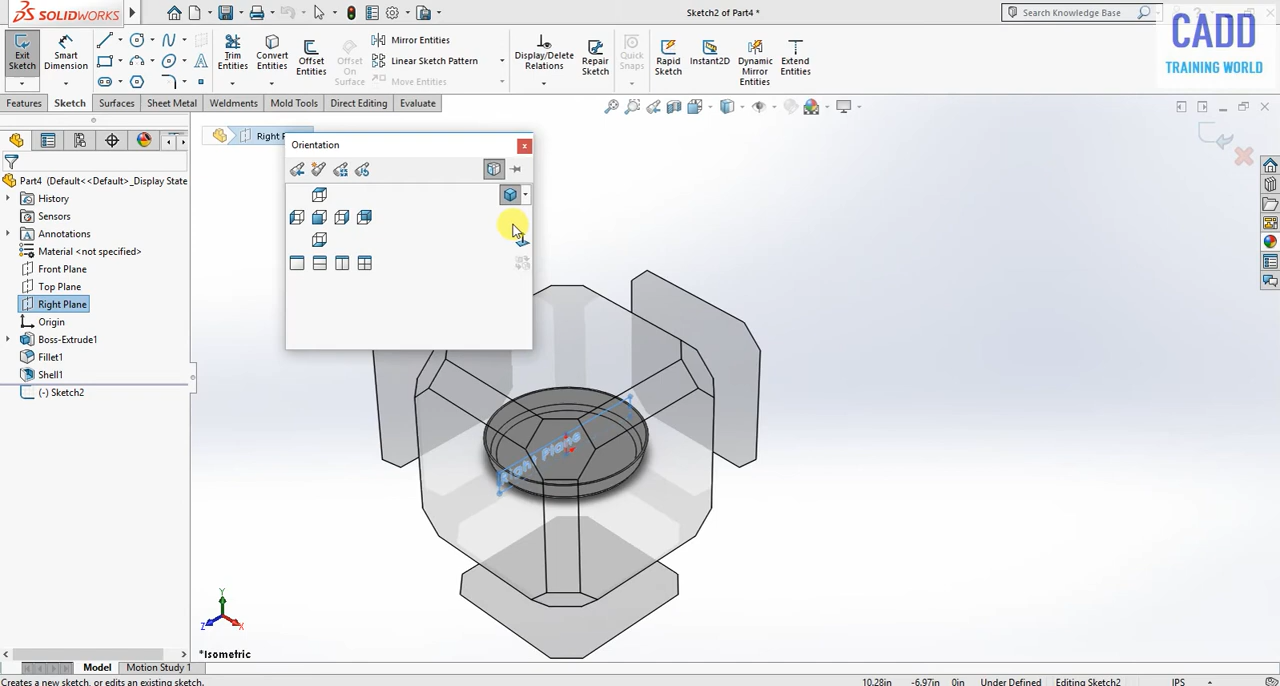 SOLIDWORKS
Sketch2 of Part4 *
Search Knowledge Base
CADD
TRAINING WORLD
Exit Sketch
Smart Dimension
Trim Entities
Convert Entities
Offset Entities
Offset On Surface
Mirror Entities
Linear Sketch Pattern
Move Entities
Display/Delete Relations
Repair Sketch
Quick Snaps
Rapid Sketch
Instant2D
Dynamic Mirror Entities
Extend Entities
Features
Sketch
Surfaces
Sheet Metal
Weldments
Mold Tools
Direct Editing
Evaluate
Right P
Orientation
Part4 (Default<<Default>_Display State
History
Sensors
Annotations
Material <not specified>
Front Plane
Top Plane
Right Plane
Origin
Boss-Extrude1
Fillet1
Shell1
(-) Sketch2
Right Plane
Y
Z
X
*Isometric
Model
Motion Study 1
Creates a new sketch, or edits an existing sketch.
10.28in
-6.97in
0in
Under Defined
Editing Sketch2
IPS